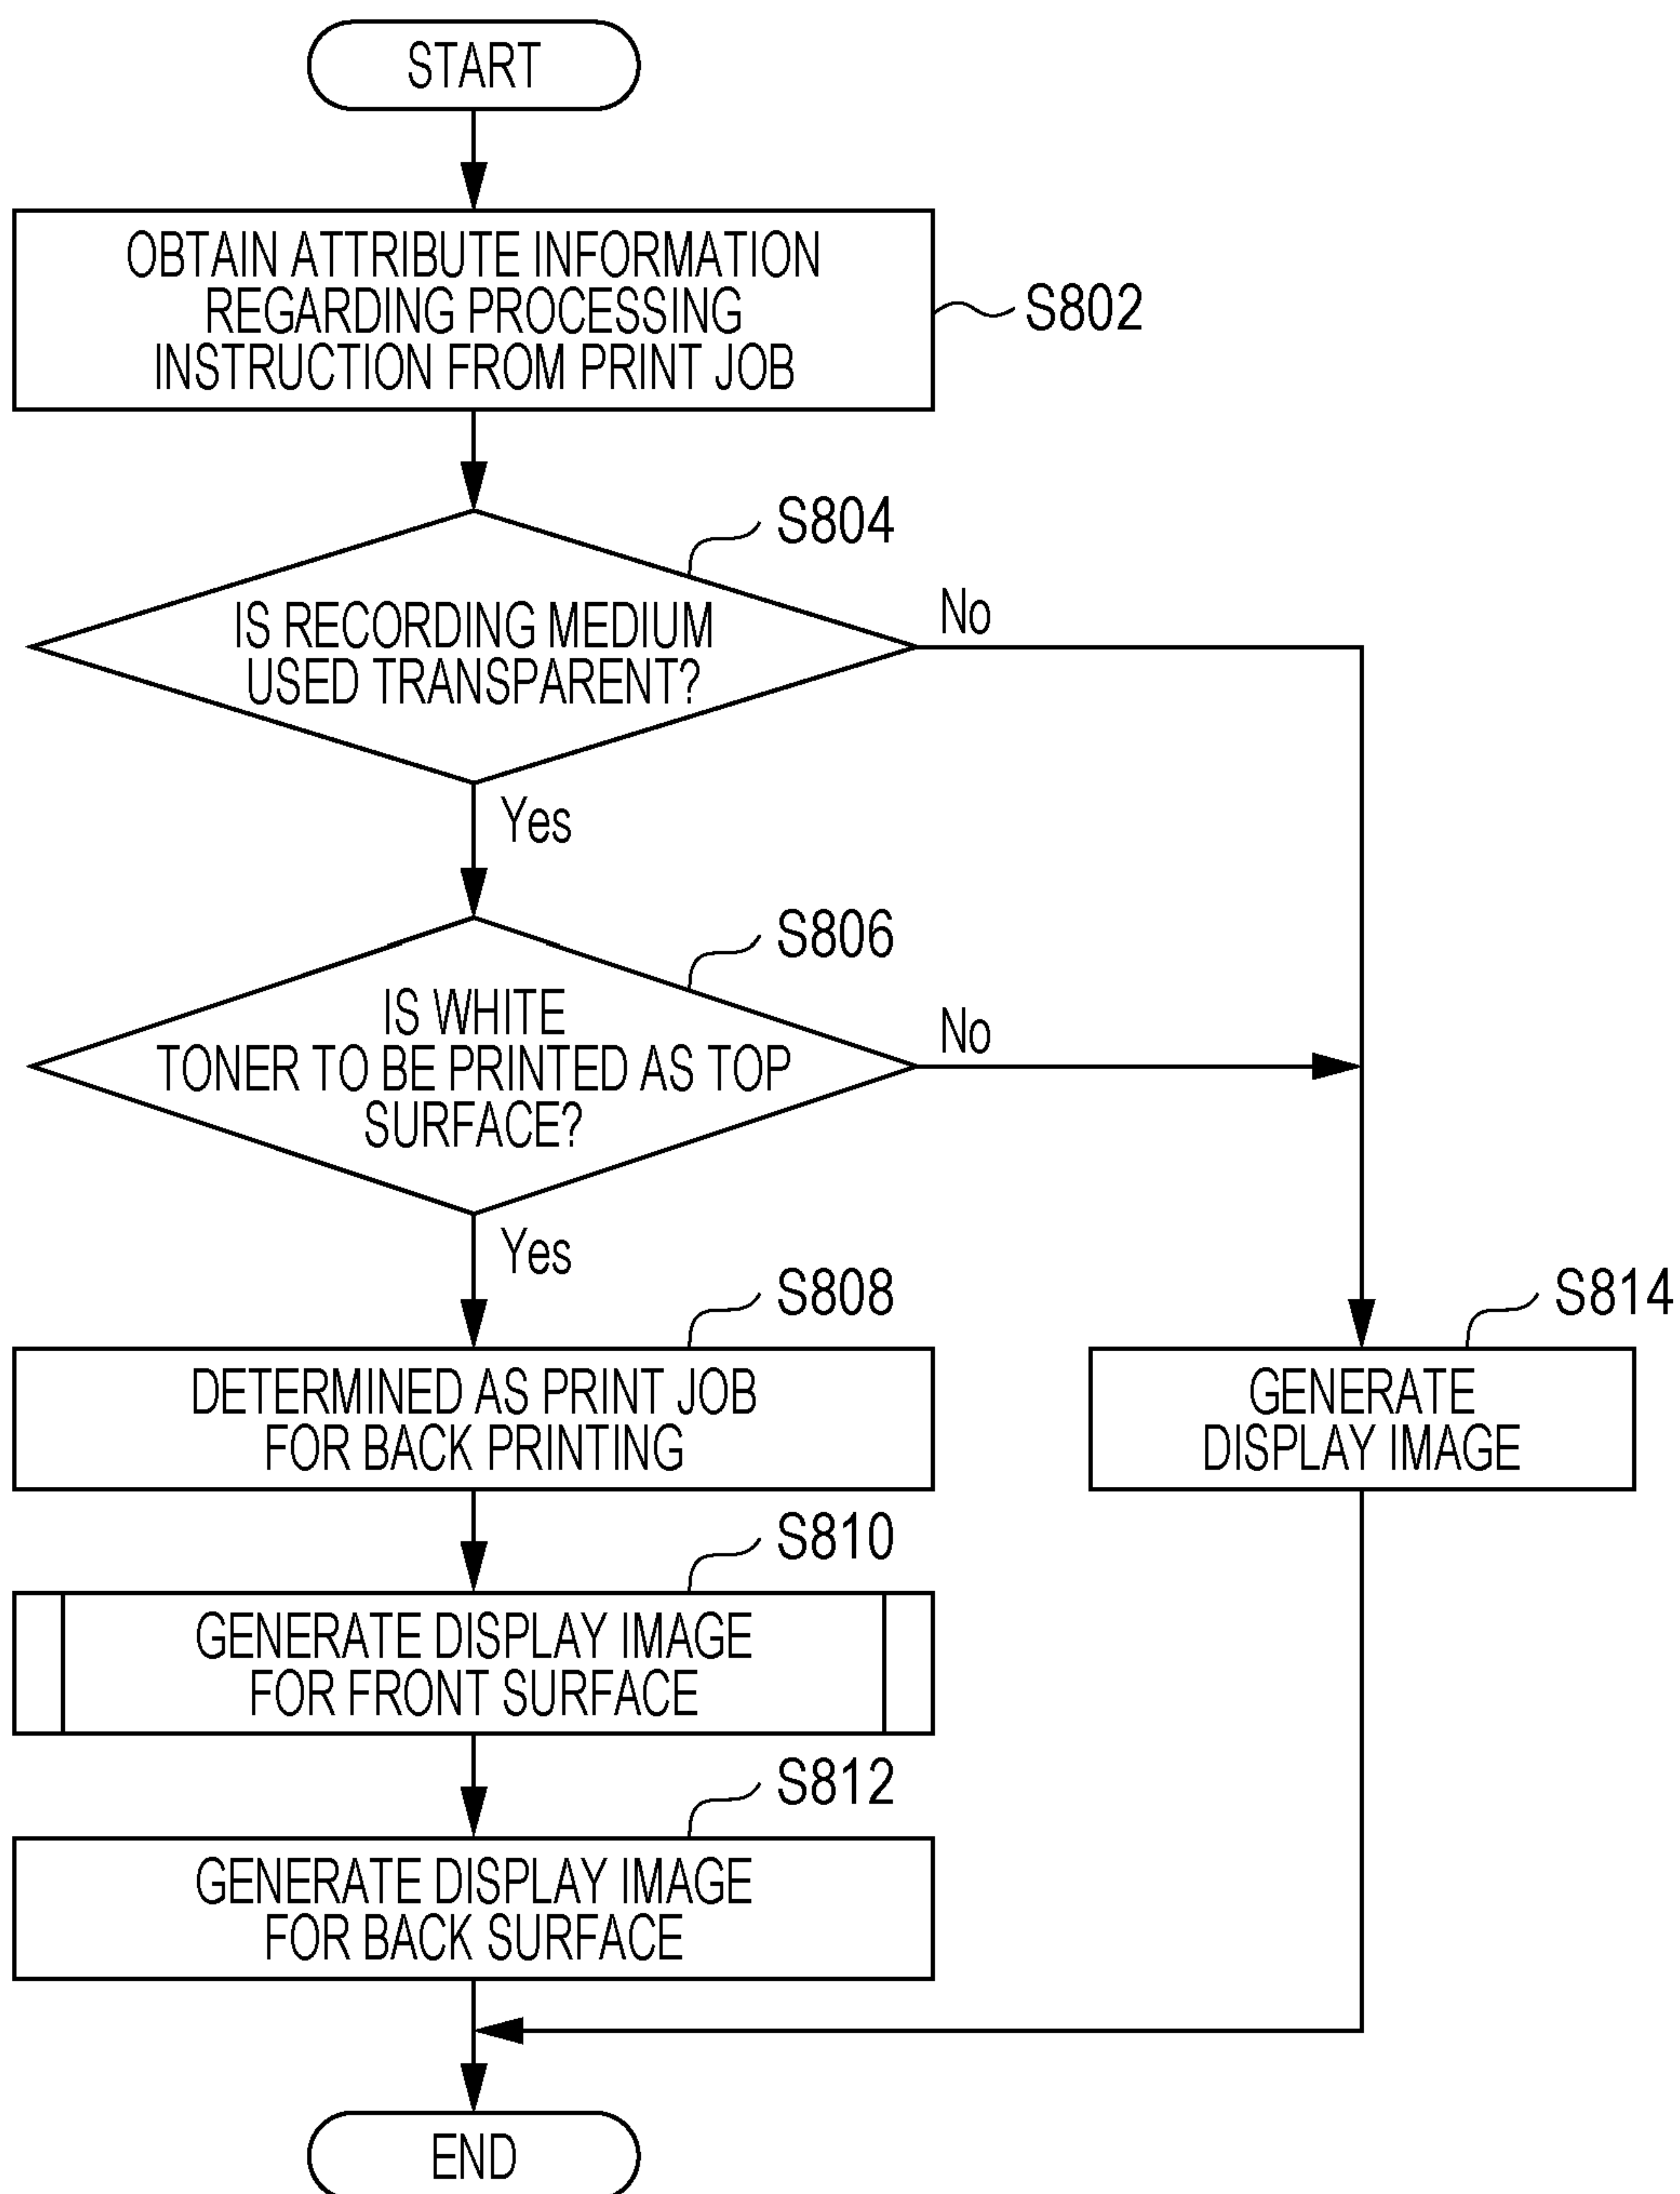 START
OBTAIN ATTRIBUTE INFORMATION
REGARDING PROCESSING
INSTRUCTION FROM PRINT JOB
S802
S804
IS RECORDING MEDIUM
USED TRANSPARENT?
No
Yes
S806
IS WHITE
TONER TO BE PRINTED AS TOP
SURFACE?
No
Yes
S808
DETERMINED AS PRINT JOB
FOR BACK PRINTING
S814
GENERATE
DISPLAY IMAGE
S810
GENERATE DISPLAY IMAGE
FOR FRONT SURFACE
S812
GENERATE DISPLAY IMAGE
FOR BACK SURFACE
END